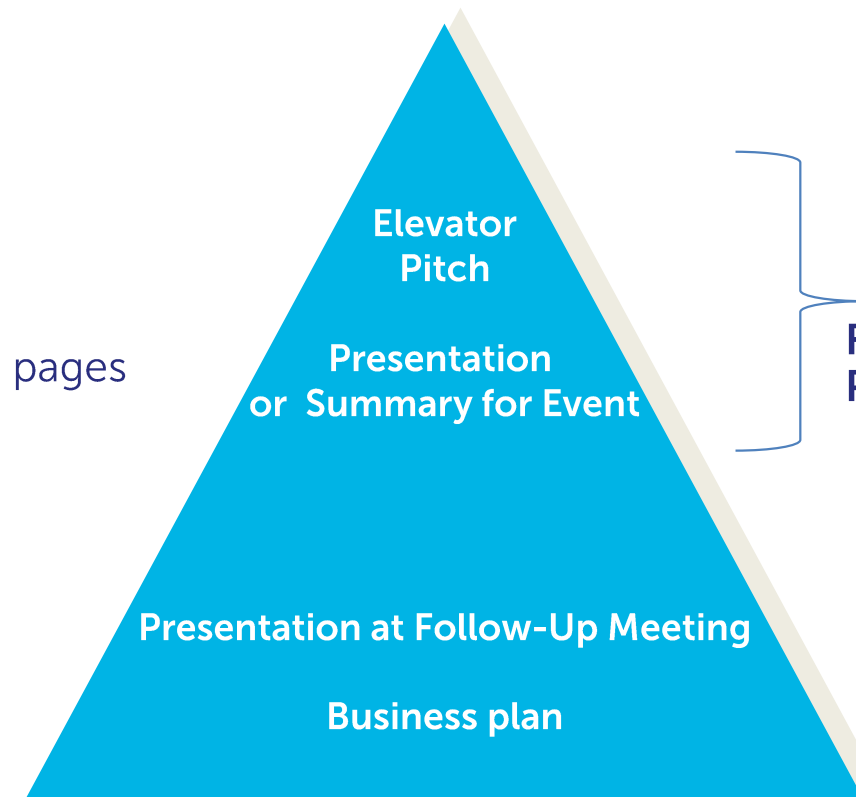 Elevator
Pitch
pages
Presentation
or Summary for Event
Presentation at Follow-Up Meeting
Business plan